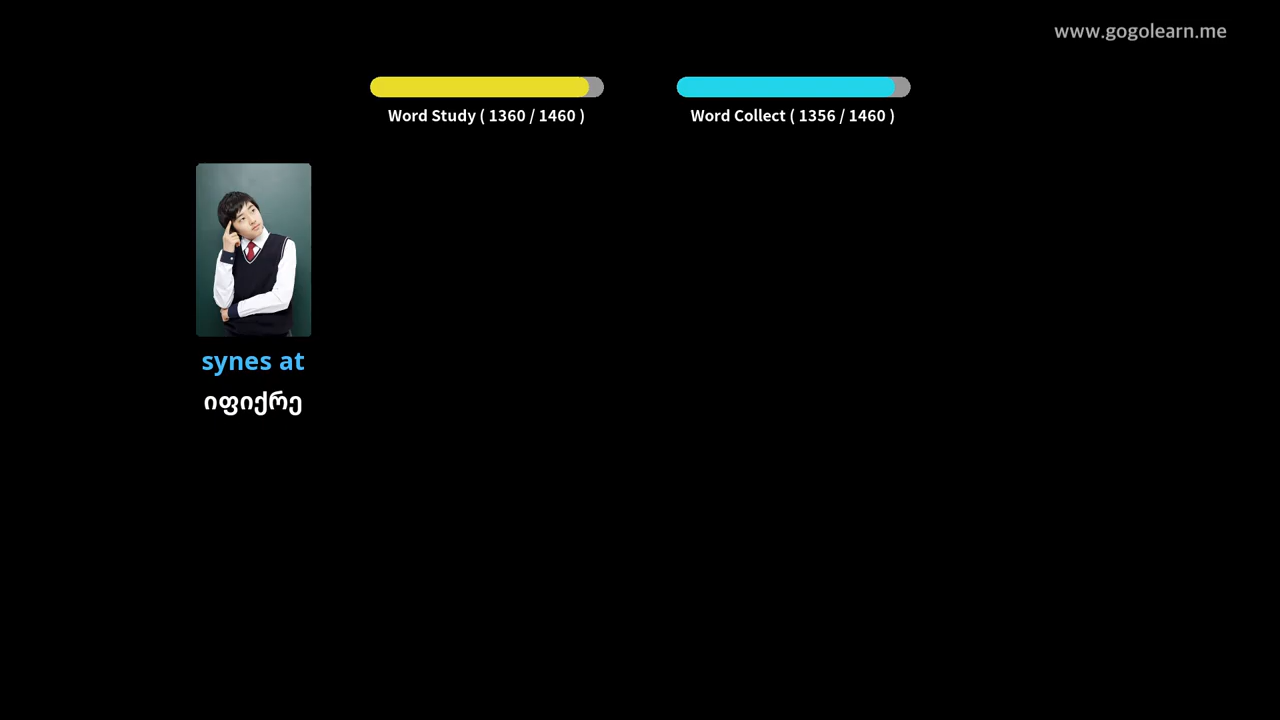 www.gogolearn.me
Word Study ( 1360 / 1460 )
Word Collect ( 1356 / 1460 )
synes at
იფიქრე